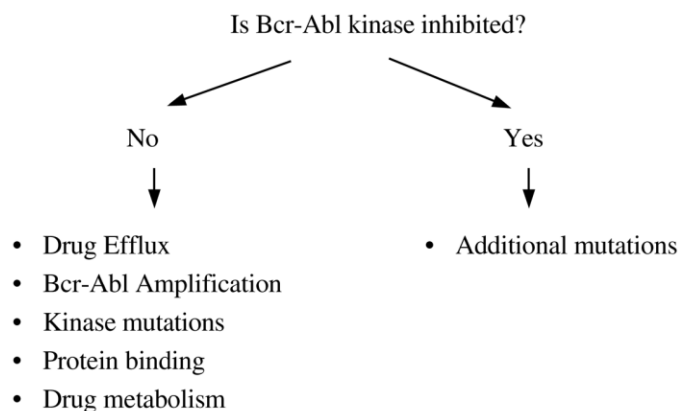 Is Bcr-Abl kinase inhibited?
No
Yes
• Drug Efflux
• Bcr-Abl Amplification
• Kinase mutations
• Protein binding
• Drug metabolism
• Additional mutations